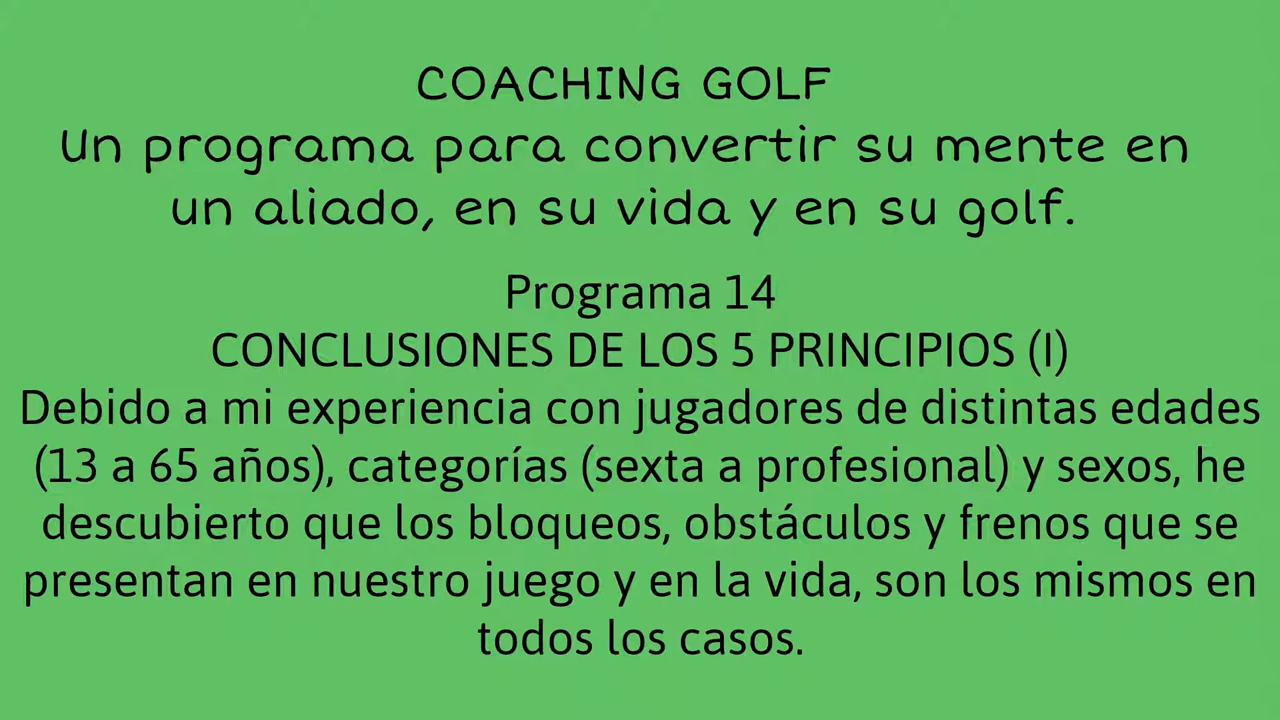 COACHING GOLF
Un programa para convertir su mente en
un aliado, en su vida y en su golf.
Programa 14
CONCLUSIONES DE LOS 5 PRINCIPIOS (I)
Debido a mi experiencia con jugadores de distintas edades
(13 a 65 años), categorías (sexta a profesional) y sexos, he
descubierto que los bloqueos, obstáculos y frenos que se
presentan en nuestro juego y en la vida, son los mismos en
todos los casos.